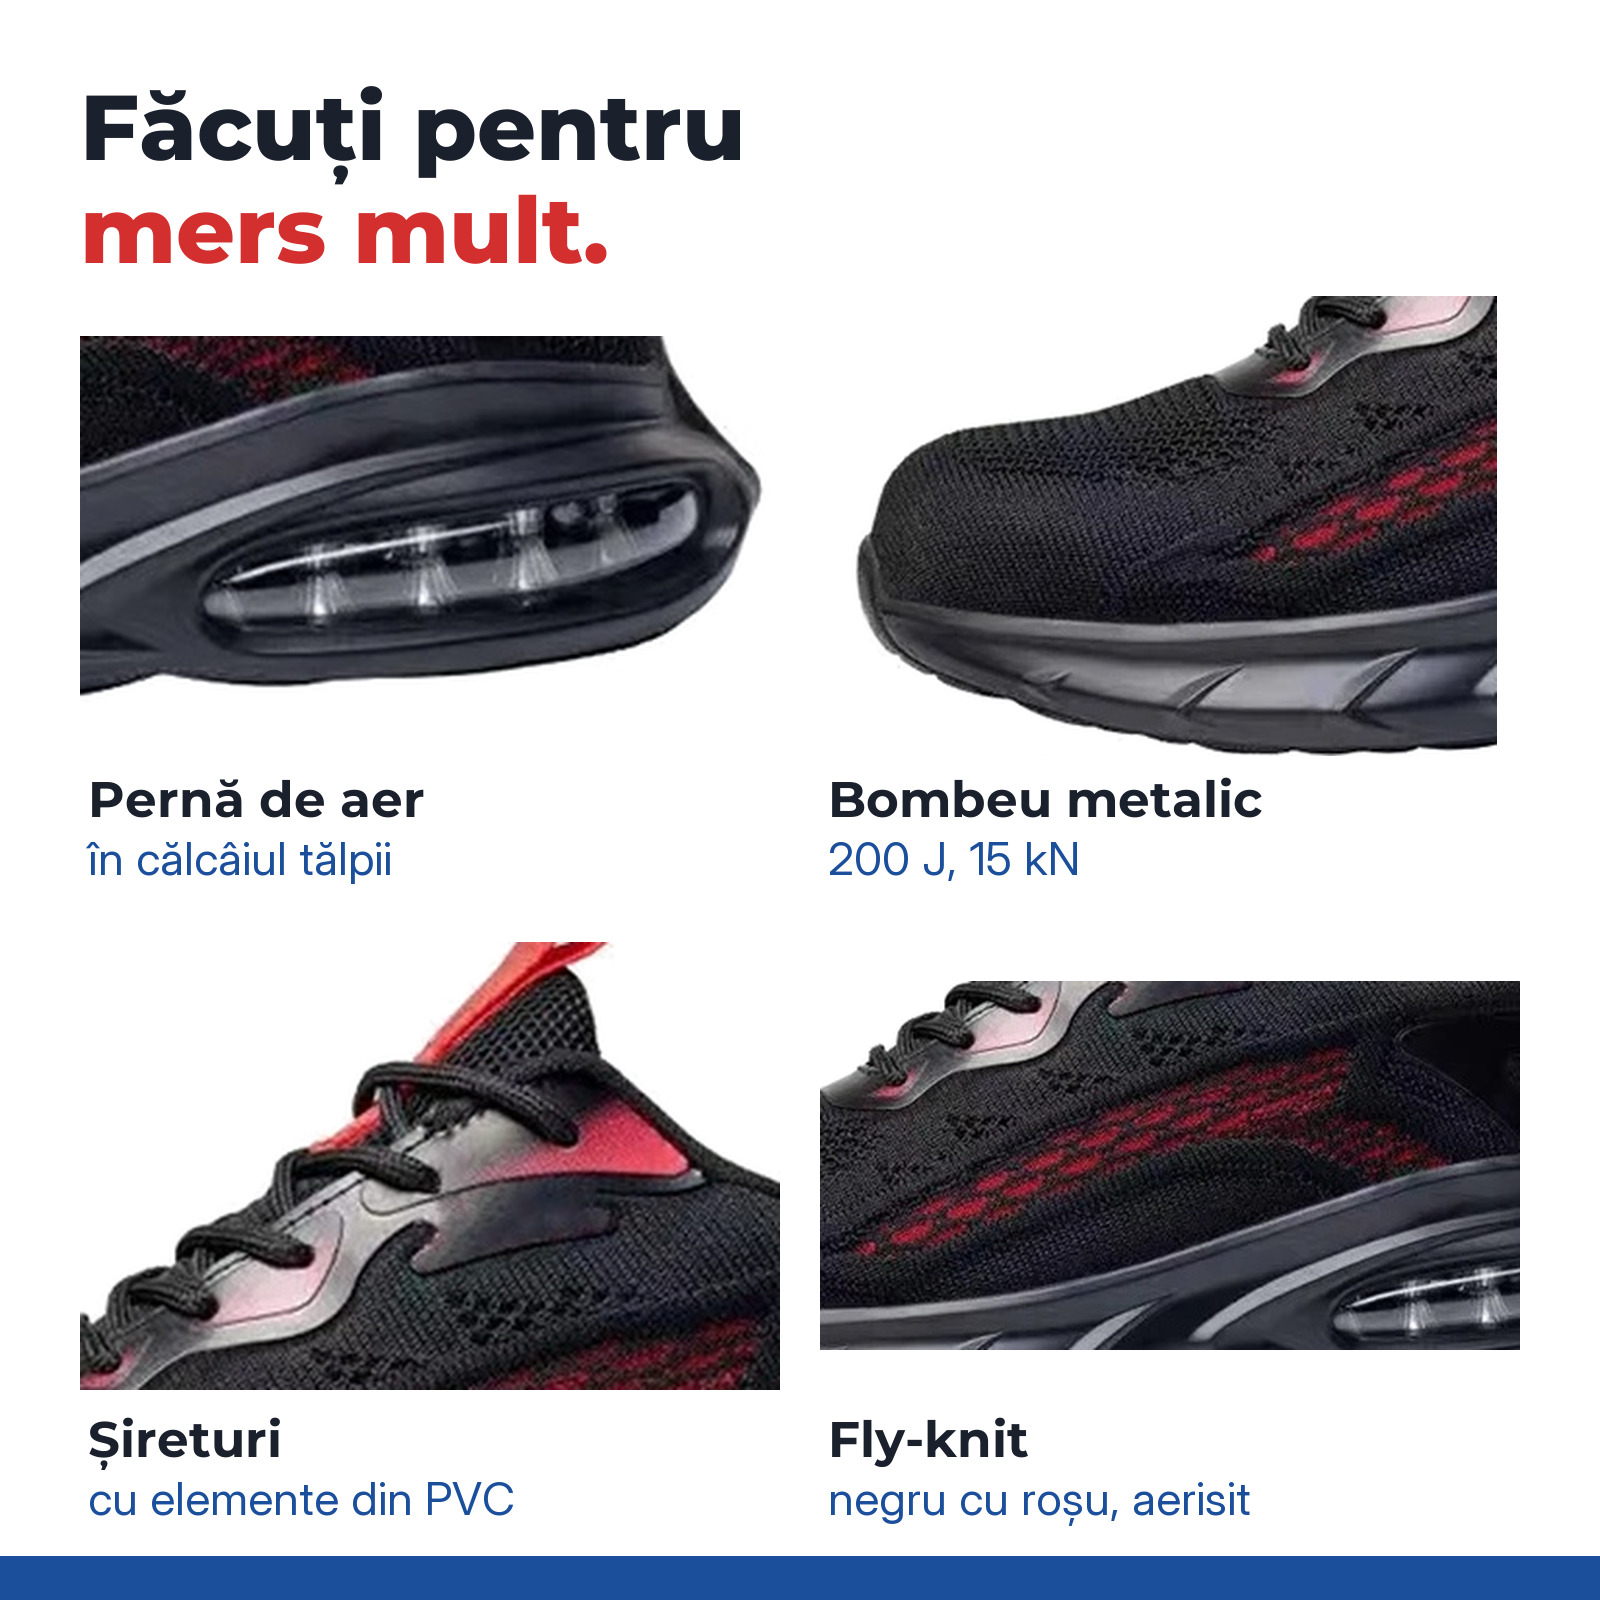 Făcuți pentru
mers mult.
Pernă de aer
în călcâiul tălpii
Bombeu metalic
200 J, 15 kN
Șireturi
cu elemente din PVC
Fly-knit
negru cu roșu, aerisit